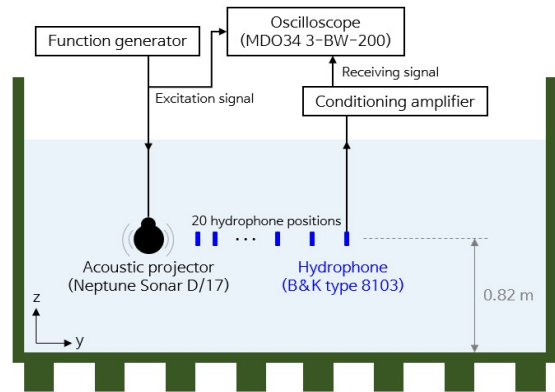 Oscilloscope
(MDO34 3-BW-200)
Function generator
Receiving signal
Excitation signal
Conditioning amplifier
20 hydrophone positions
...
Acoustic projector
(Neptune Sonar D/17)
Hydrophone
(B&K type 8103)
0.82 m
z
y